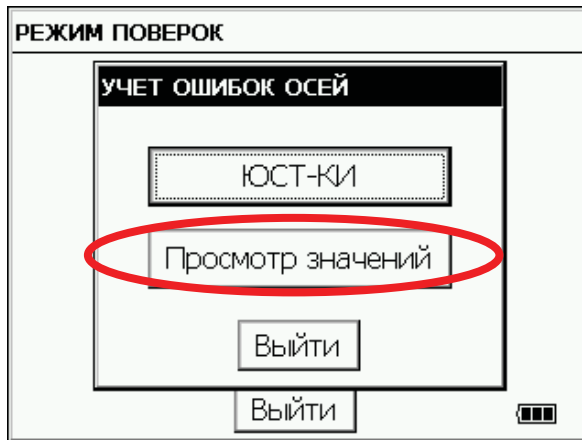 РЕЖИМ ПОВЕРОК
УЧЕТ ОШИБОК ОСЕЙ
ЮСТ-КИ
Просмотр значений
Выйти
Выйти